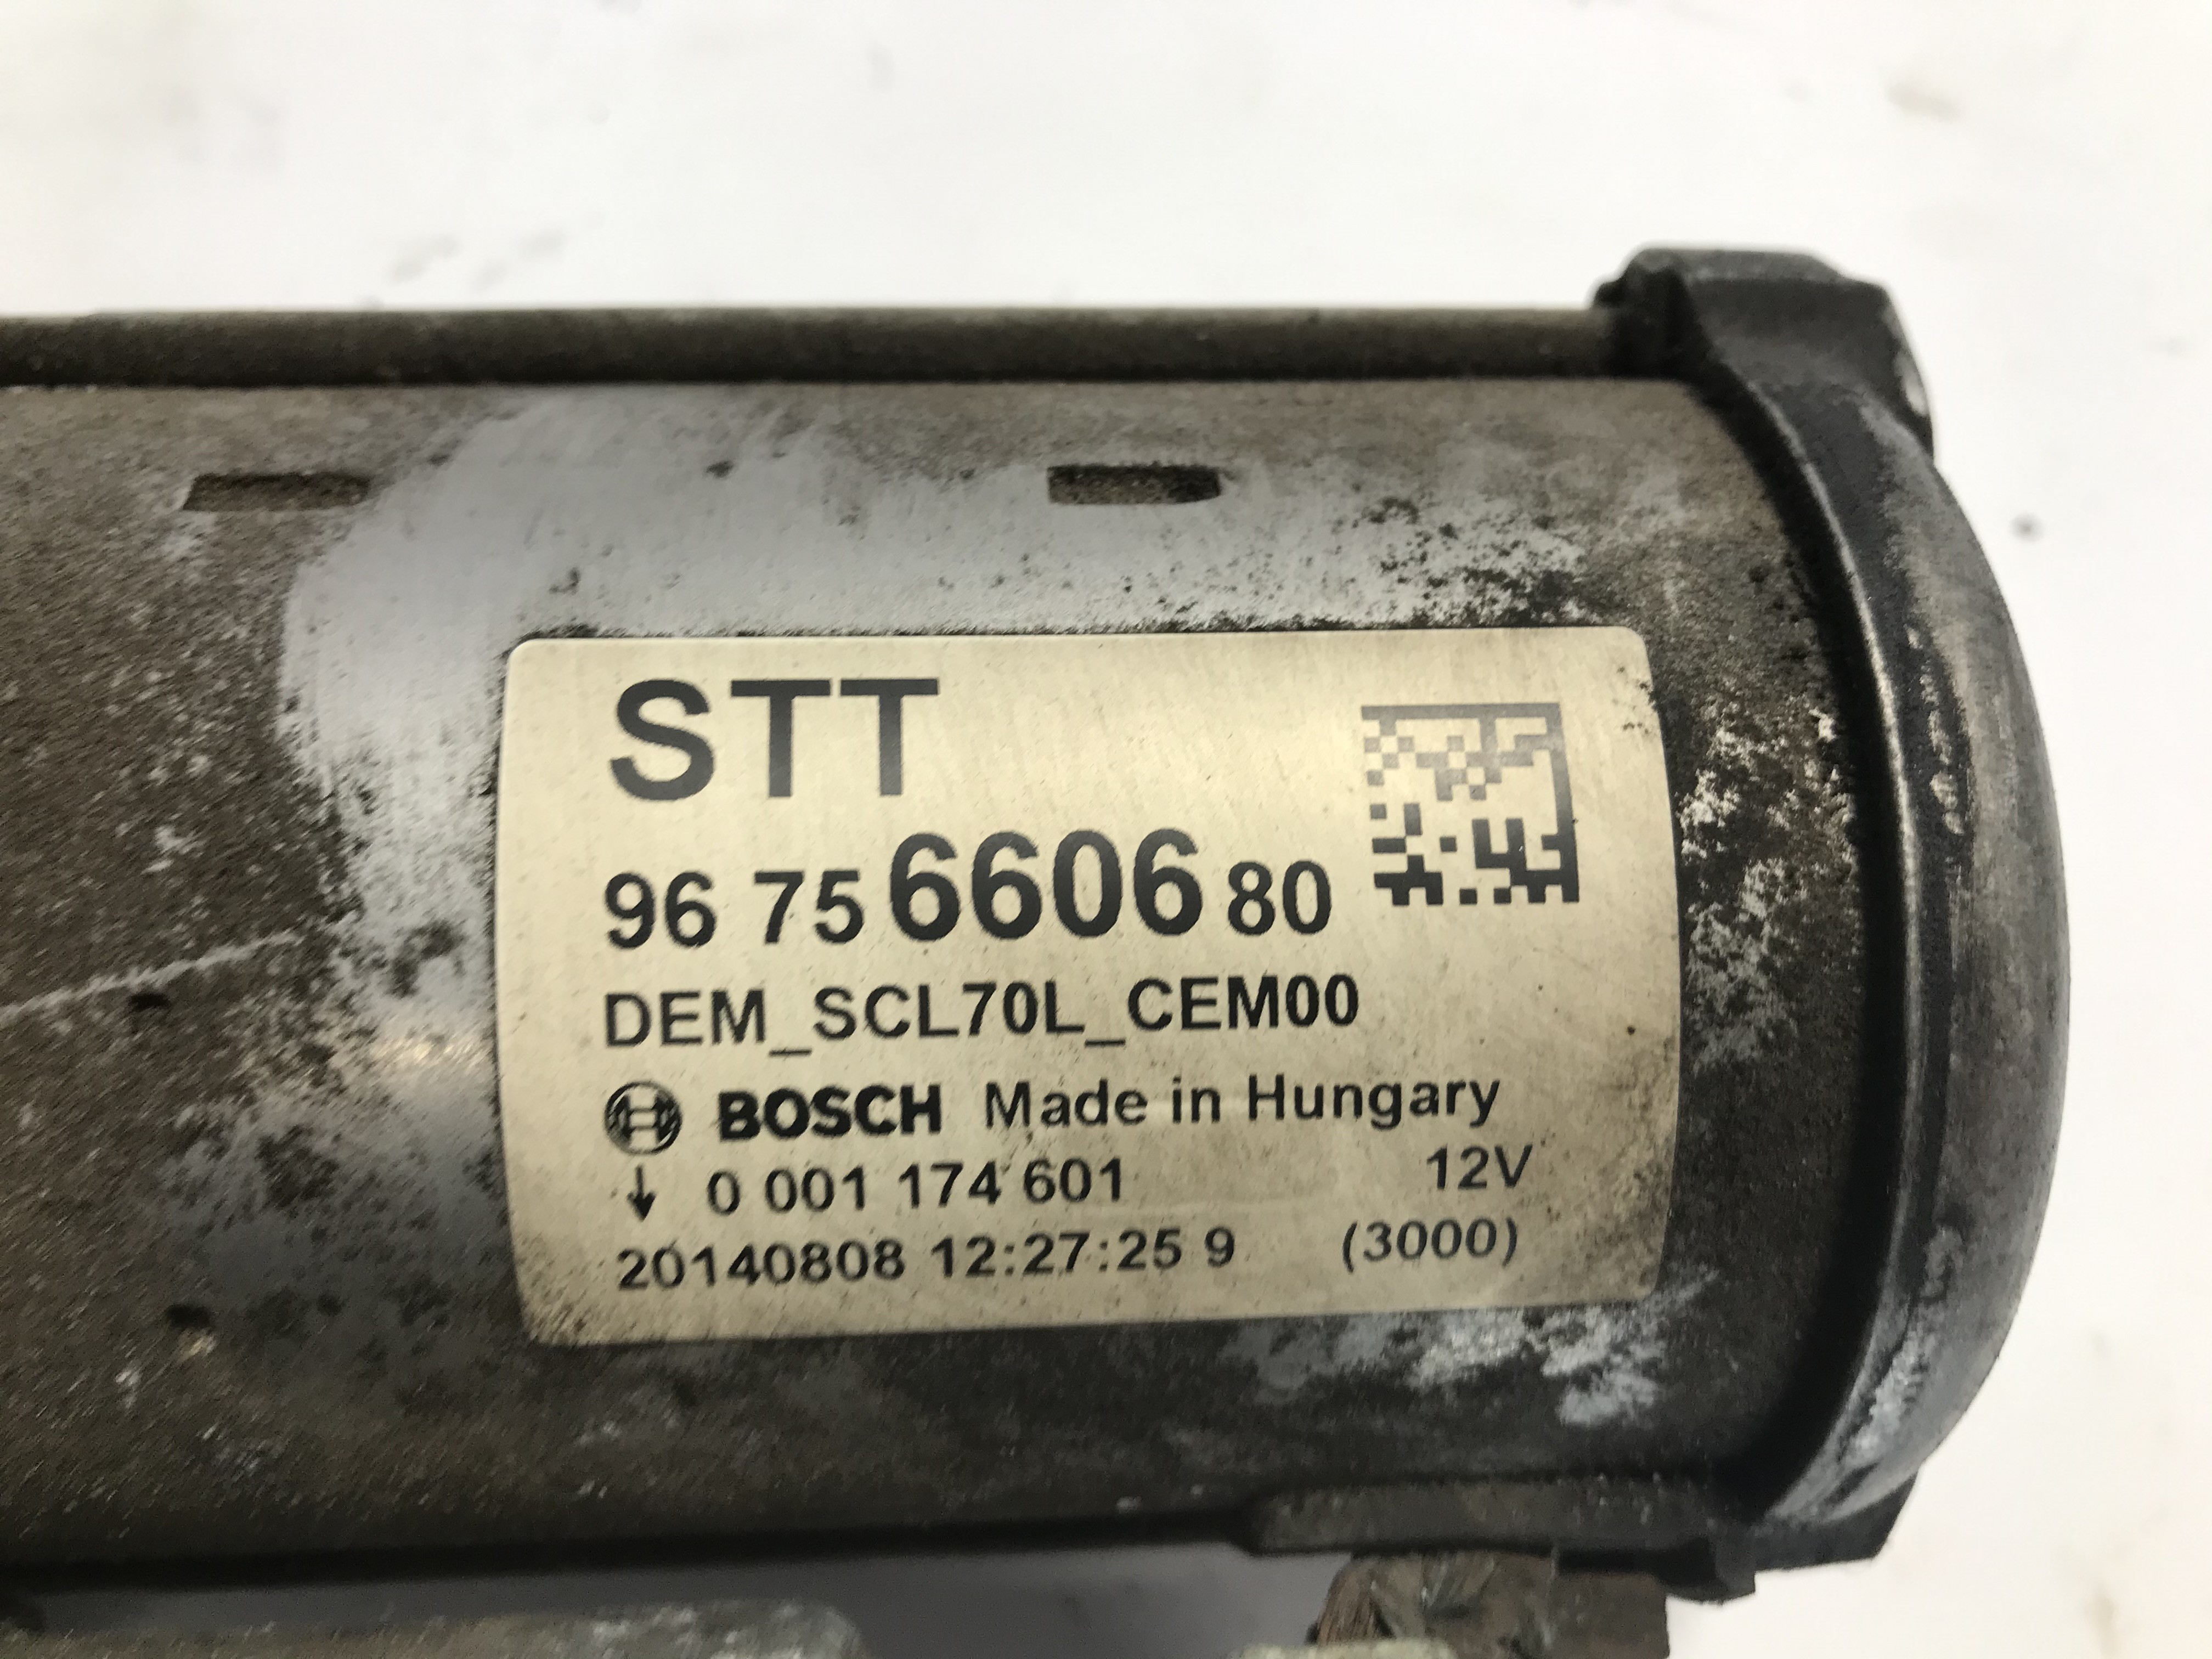 STT
96 75 6606 80
DEM_SCL70L_CEM00
BOSCH Made in Hungary
↓ 0 001 174 601 12V
20140808 12:27:25 9 (3000)